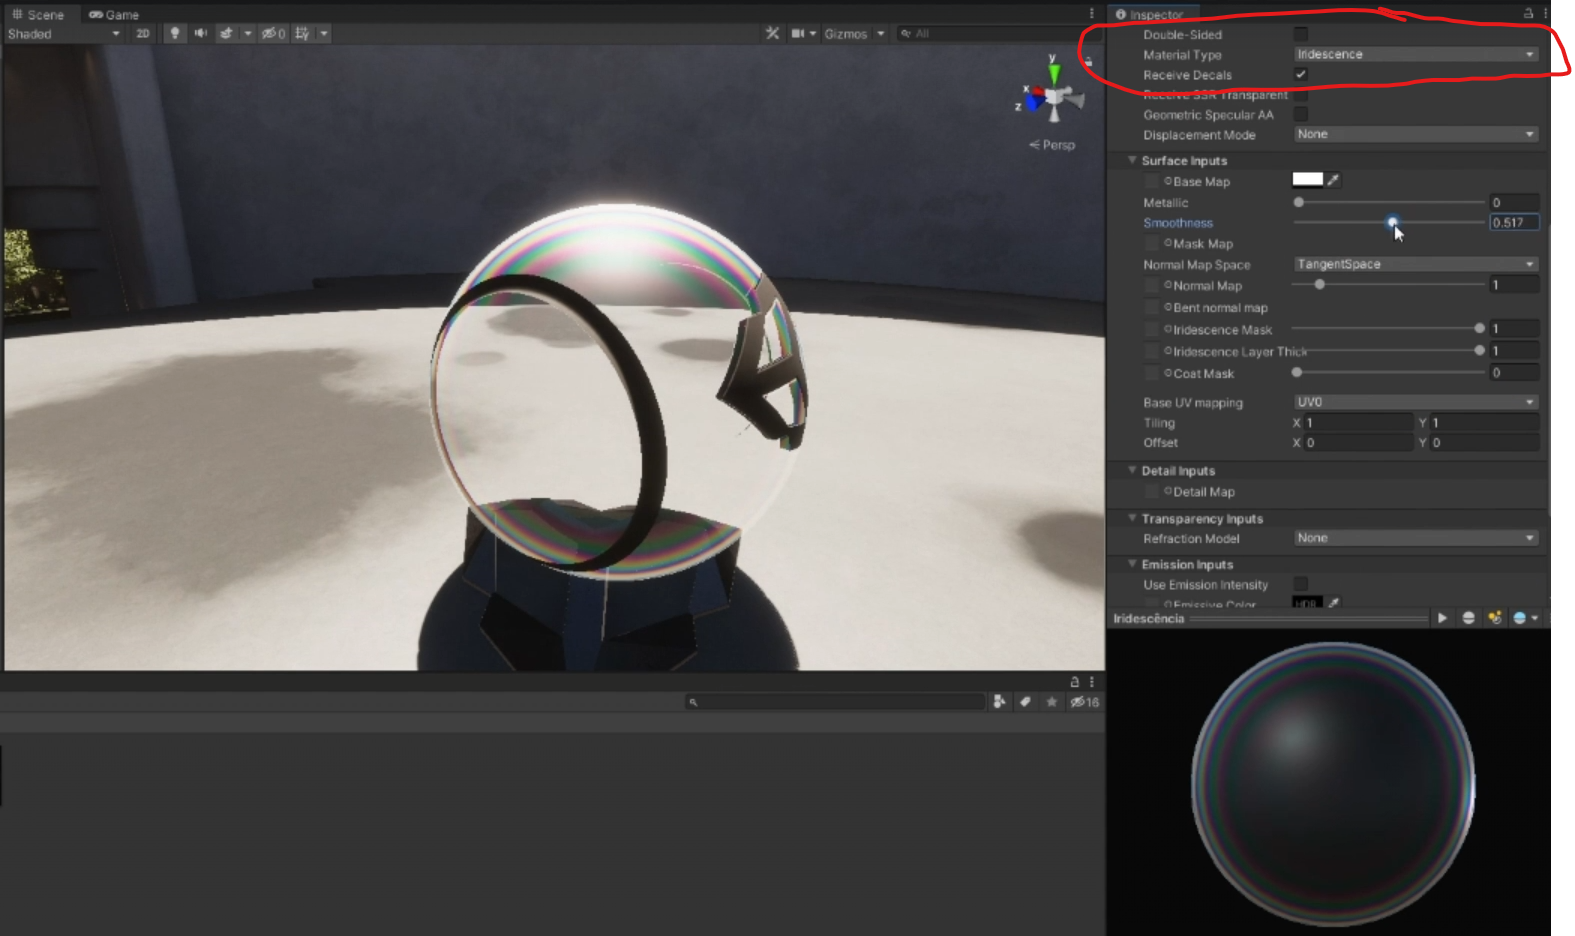 Scene Game
Shaded 2D 0 Gizmos All
y
x
z
Persp
Inspector
Double-Sided
Material Type Iridescence
Receive Decals
Receive SSR Transparent
Geometric Specular AA
Displacement Mode None
Surface Inputs
Base Map
Metallic 0
Smoothness 0.517
Mask Map
Normal Map Space TangentSpace
Normal Map 1
Bent normal map
Iridescence Mask 1
Iridescence Layer Thick 1
Coat Mask 0
Base UV mapping UV0
Tiling X 1 Y 1
Offset X 0 Y 0
Detail Inputs
Detail Map
Transparency Inputs
Refraction Model None
Emission Inputs
Use Emission Intensity
Emissive Color HDR
Iridescência
16